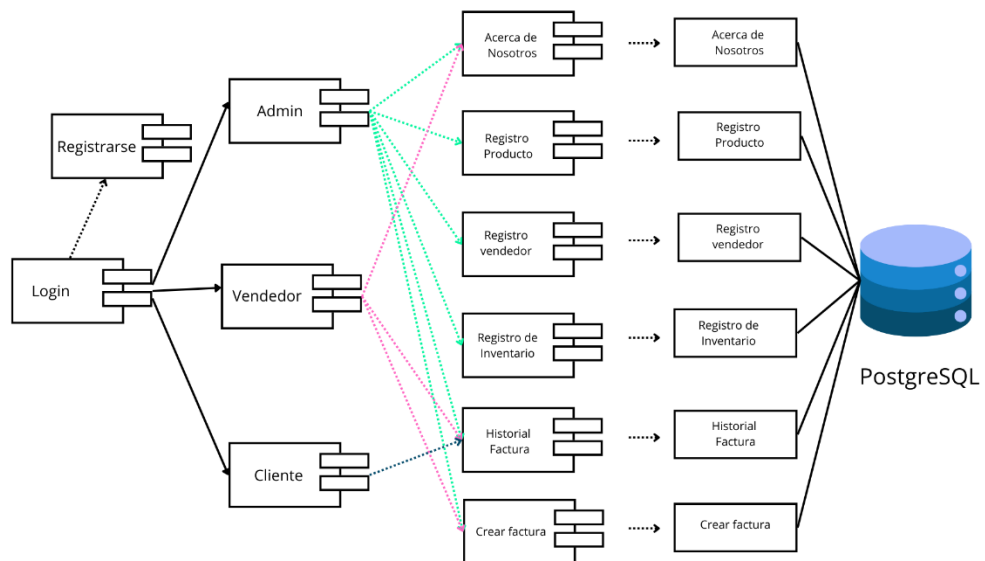 Login
Registrarse
Admin
Vendedor
Cliente
Acerca de
Nosotros
Registro
Producto
Registro
vendedor
Registro de
Inventario
Historial
Factura
Crear factura
Acerca de
Nosotros
Registro
Producto
Registro
vendedor
Registro de
Inventario
Historial
Factura
Crear factura
PostgreSQL